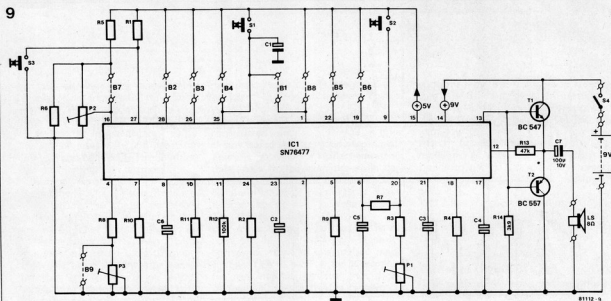 9
R5 R1 S1 S2
S3 C1
R6 P2 B7 B2 B3 B4 B1 B8 B5 B6 5V 9V S4
T1
BC 547
16 27 28 26 25 1 22 19 9 15 14 13
IC1
SN76477
12 R13 47k C7 100µ 10V
9V
4 7 8 10 11 24 23 2 5 6 20 21 18 17
T2
BC 557
R8 R10 C6 R11 R12 100k R2 C2 R9 C5 R7 R3 C3 R4 C4 R14 3k9 LS 8Ω
B9 P3 P1
81112-9